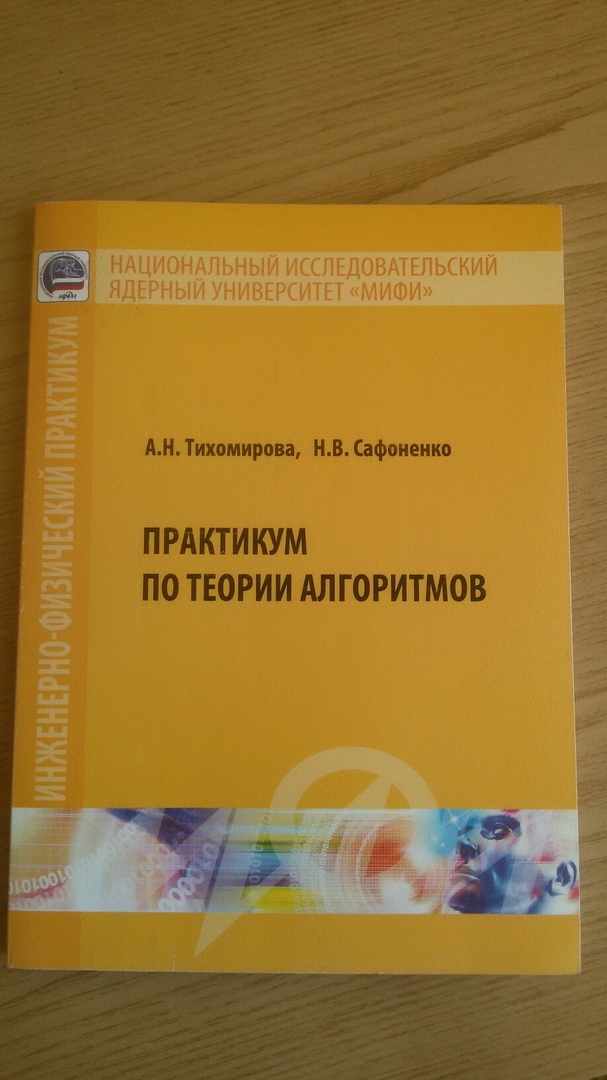 НАЦИОНАЛЬНЫЙ ИССЛЕДОВАТЕЛЬСКИЙ
ЯДЕРНЫЙ УНИВЕРСИТЕТ «МИФИ»
ИНЖЕНЕРНО-ФИЗИЧЕСКИЙ ПРАКТИКУМ
А.Н. Тихомирова, Н.В. Сафоненко
ПРАКТИКУМ
ПО ТЕОРИИ АЛГОРИТМОВ